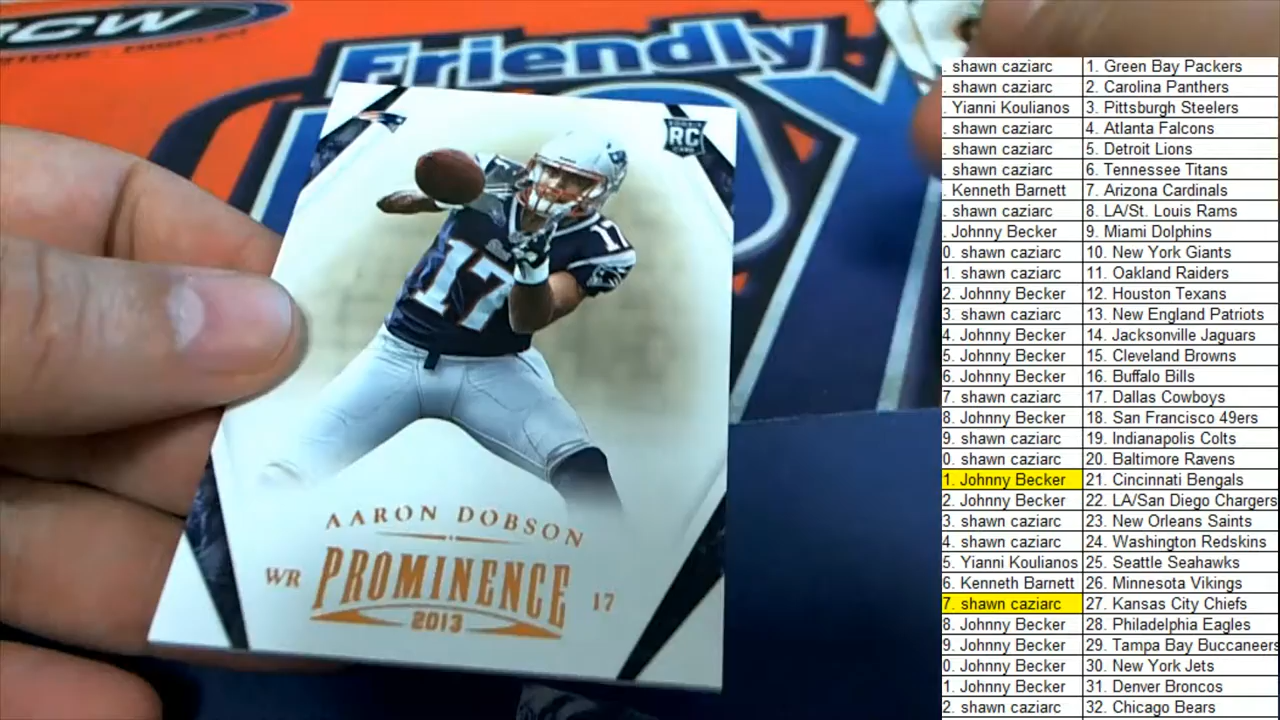 CW
DISPLAY
Friendly
ROOKIE
RC
CARD
17
17
AARON DOBSON
WR PROMINENCE 17
2013
. shawn caziarc 1. Green Bay Packers
. shawn caziarc 2. Carolina Panthers
. Yianni Koulianos 3. Pittsburgh Steelers
. shawn caziarc 4. Atlanta Falcons
. shawn caziarc 5. Detroit Lions
. shawn caziarc 6. Tennessee Titans
. Kenneth Barnett 7. Arizona Cardinals
. shawn caziarc 8. LA/St. Louis Rams
. Johnny Becker 9. Miami Dolphins
0. shawn caziarc 10. New York Giants
1. shawn caziarc 11. Oakland Raiders
2. Johnny Becker 12. Houston Texans
3. shawn caziarc 13. New England Patriots
4. Johnny Becker 14. Jacksonville Jaguars
5. Johnny Becker 15. Cleveland Browns
6. Johnny Becker 16. Buffalo Bills
7. shawn caziarc 17. Dallas Cowboys
8. Johnny Becker 18. San Francisco 49ers
9. shawn caziarc 19. Indianapolis Colts
0. shawn caziarc 20. Baltimore Ravens
1. Johnny Becker 21. Cincinnati Bengals
2. Johnny Becker 22. LA/San Diego Chargers
3. shawn caziarc 23. New Orleans Saints
4. shawn caziarc 24. Washington Redskins
5. Yianni Koulianos 25. Seattle Seahawks
6. Kenneth Barnett 26. Minnesota Vikings
7. shawn caziarc 27. Kansas City Chiefs
8. Johnny Becker 28. Philadelphia Eagles
9. Johnny Becker 29. Tampa Bay Buccaneers
0. Johnny Becker 30. New York Jets
1. Johnny Becker 31. Denver Broncos
2. shawn caziarc 32. Chicago Bears